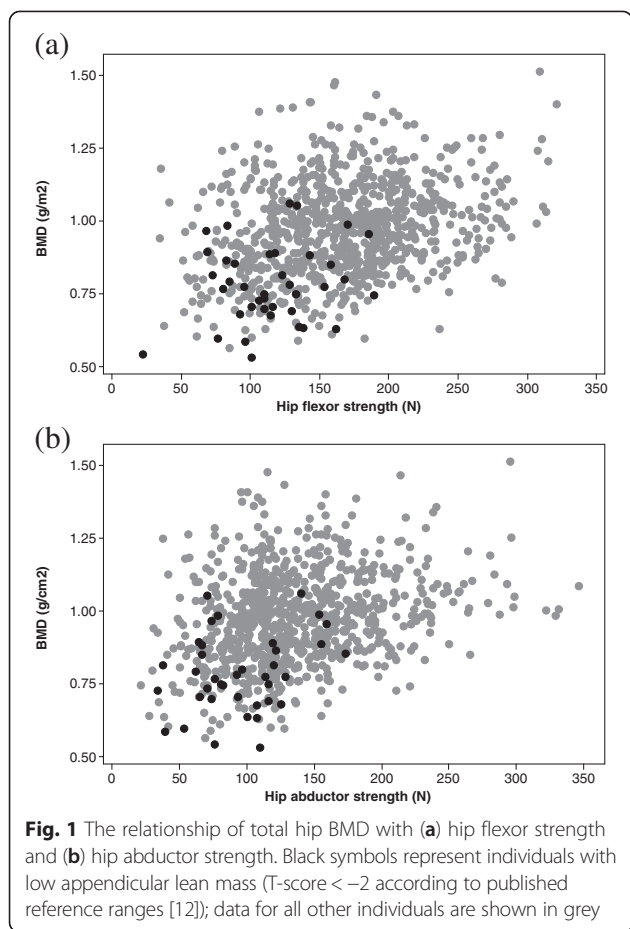 (a)
1.50
1.25
1.00
0.75
0.50
BMD (g/m2)
0
50
100
150
200
250
300
350
Hip flexor strength (N)
(b)
1.50
1.25
1.00
0.75
0.50
BMD (g/cm2)
0
50
100
150
200
250
300
350
Hip abductor strength (N)
Fig. 1 The relationship of total hip BMD with (a) hip flexor strength
and (b) hip abductor strength. Black symbols represent individuals with
low appendicular lean mass (T-score < −2 according to published
reference ranges [12]); data for all other individuals are shown in grey